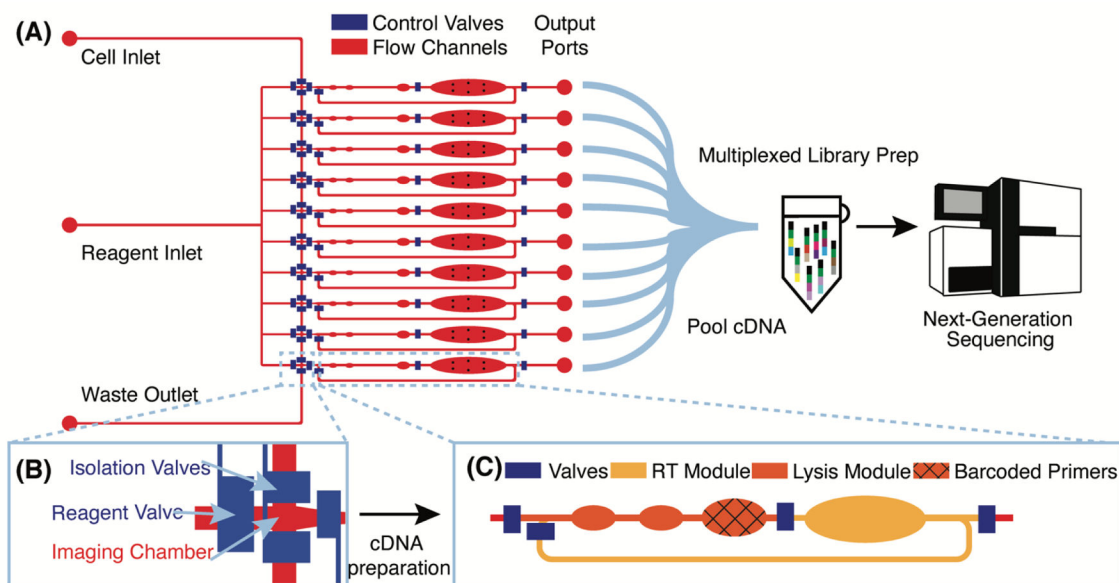 (A)
Control Valves
Flow Channels
Output
Ports
Cell Inlet
Reagent Inlet
Waste Outlet
Multiplexed Library Prep
Pool cDNA
Next-Generation
Sequencing
(B)
Isolation Valves
Reagent Valve
Imaging Chamber
cDNA
preparation
(C)
Valves
RT Module
Lysis Module
Barcoded Primers